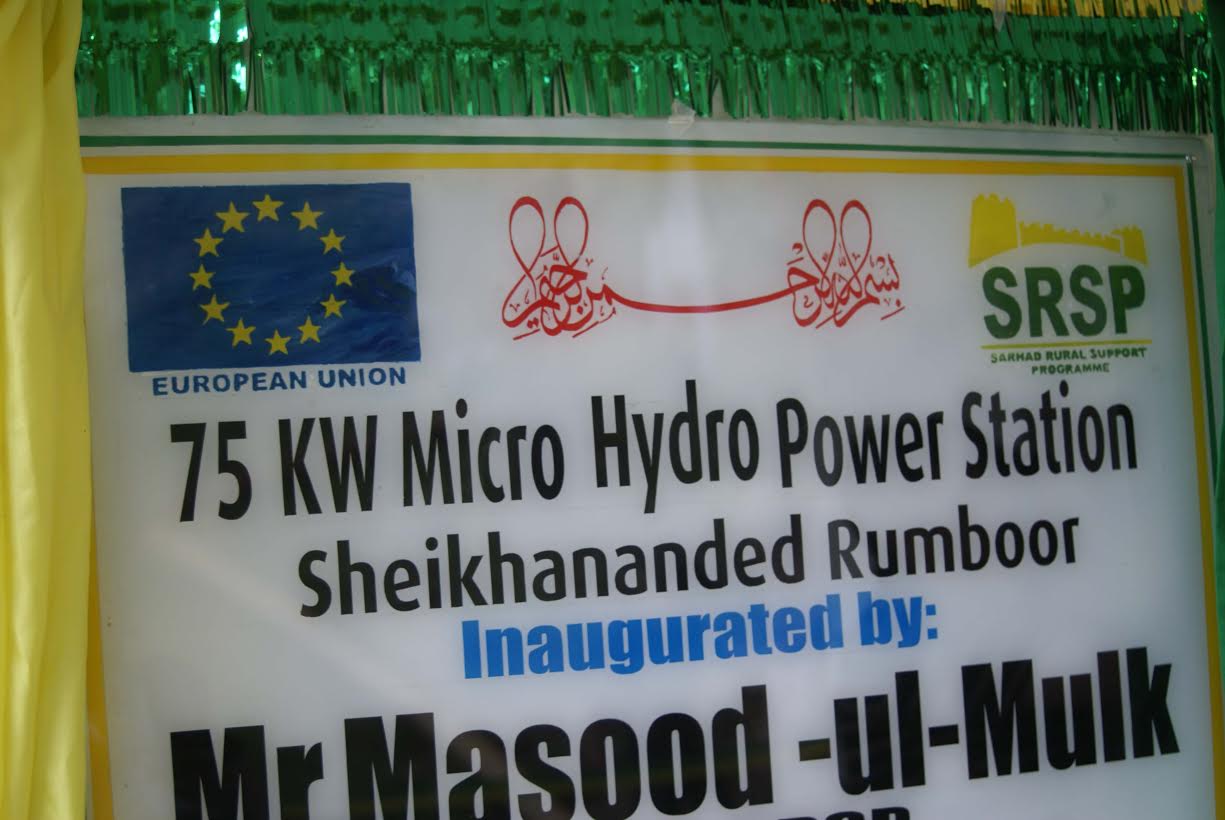 EUROPEAN UNION
بسم الله الرحمن الرحيم
SRSP
SARHAD RURAL SUPPORT
PROGRAMME
75 KW Micro Hydro Power Station
Sheikhananded Rumboor
Inaugurated by:
Mr Masood -ul-Mulk